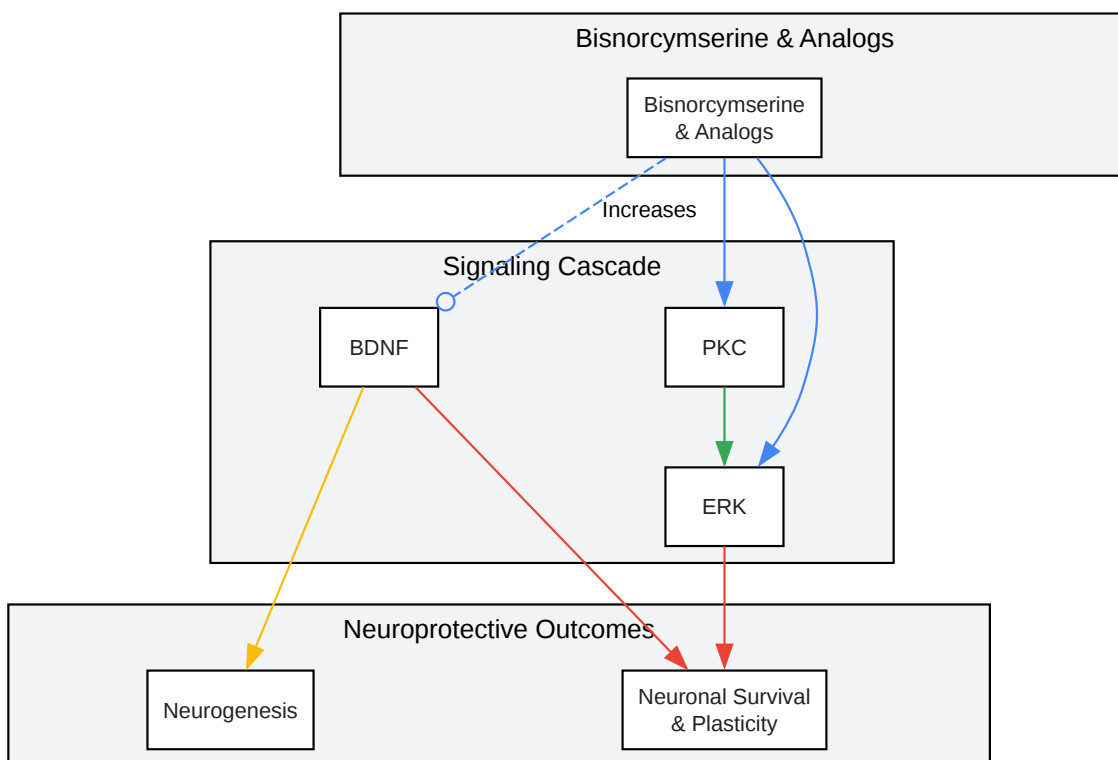 Bisnorcymserine & Analogs
Bisnorcymserine
& Analogs
Increases
Signaling Cascade
BDNF
PKC
ERK
Neuroprotective Outcomes
Neurogenesis
Neuronal Survival
& Plasticity